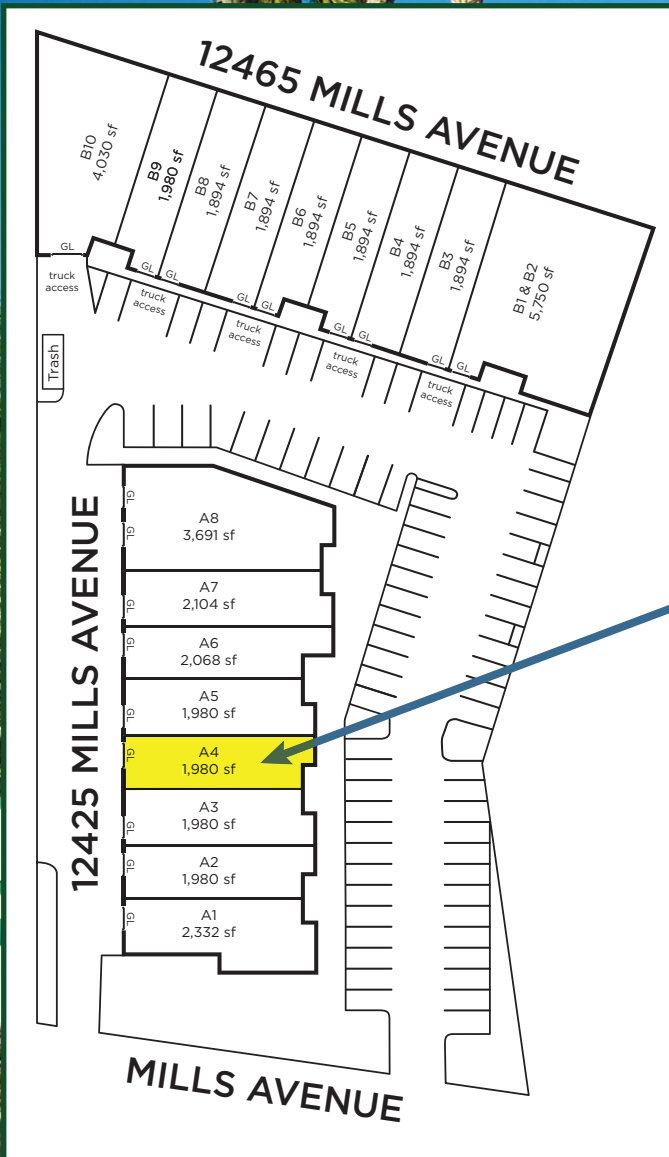 12465 MILLS AVENUE
B10
4,030 sf
B9
1,980 sf
B8
1,894 sf
B7
1,894 sf
B6
1,894 sf
B5
1,894 sf
B4
1,894 sf
B3
1,894 sf
B1 & B2
5,750 sf
GL
GL
GL
GL
GL
GL
GL
GL
GL
truck
access
truck
access
truck
access
truck
access
truck
access
Trash
12425 MILLS AVENUE
GL
GL
A8
3,691 sf
GL
A7
2,104 sf
GL
A6
2,068 sf
GL
A5
1,980 sf
GL
A4
1,980 sf
GL
A3
1,980 sf
GL
A2
1,980 sf
GL
A1
2,332 sf
MILLS AVENUE